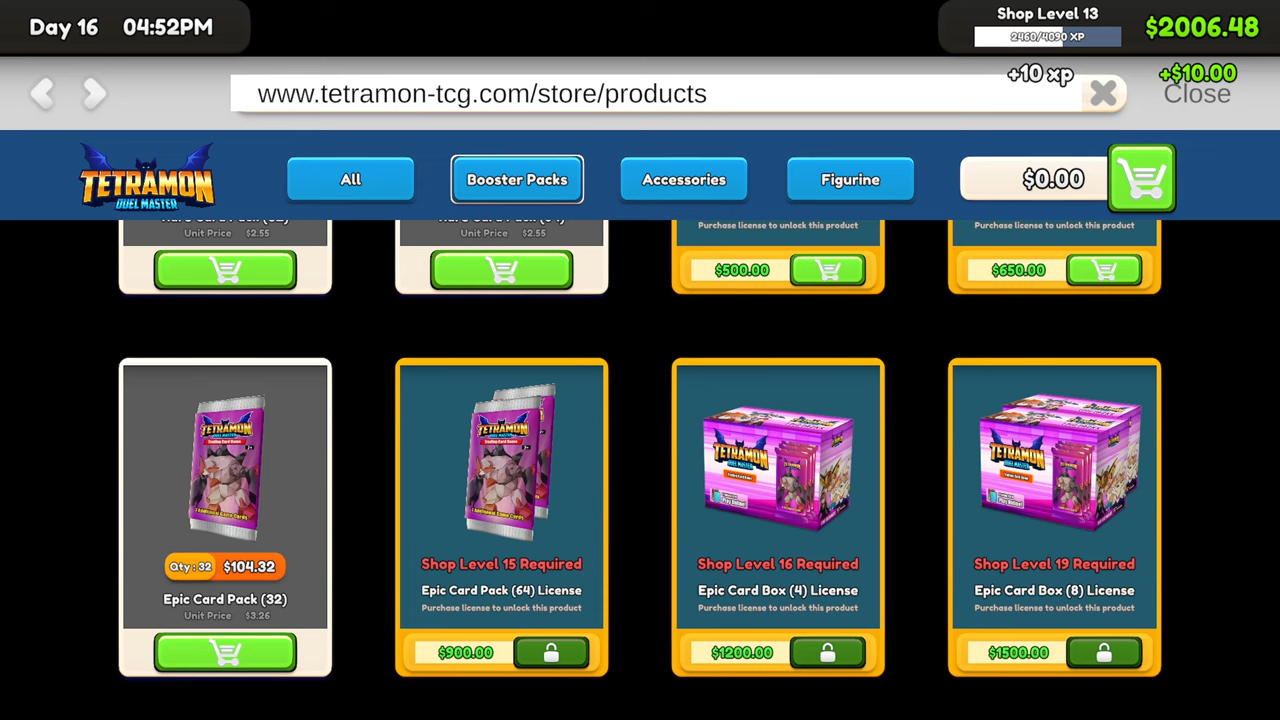 Day 16 04:52PM
Shop Level 13
2460/4090 XP
$2006.48
+10 xp
+$10.00
www.tetramon-tcg.com/store/products
Close
TETRAMON
DUEL MASTER
All
Booster Packs
Accessories
Figurine
$0.00
Unit Price $2.55
Unit Price $2.55
Purchase license to unlock this product
Purchase license to unlock this product
$500.00
$650.00
TETRAMON
TETRAMON
TETRAMON
TETRAMON
Qty : 32 $104.32
Epic Card Pack (32)
Unit Price $3.26
Shop Level 15 Required
Epic Card Pack (64) License
Purchase license to unlock this product
$900.00
Shop Level 16 Required
Epic Card Box (4) License
Purchase license to unlock this product
$1200.00
Shop Level 19 Required
Epic Card Box (8) License
Purchase license to unlock this product
$1500.00